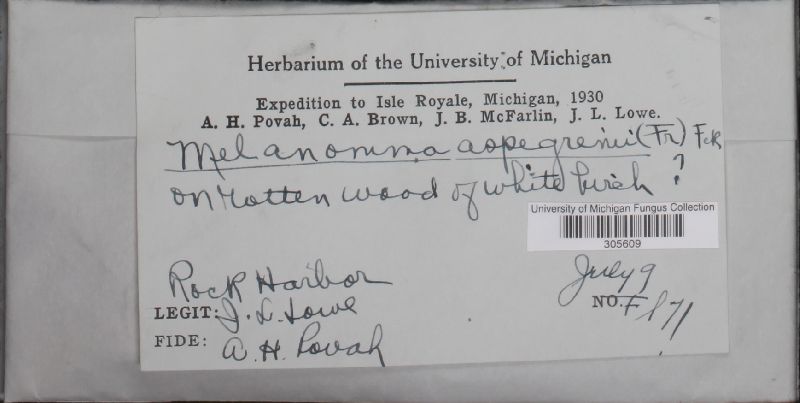 Herbarium of the University of Michigan
Expedition to Isle Royale, Michigan, 1930
A. H. Povah, C. A. Brown, J. B. McFarlin, J. L. Lowe.
Melanomma aspegrenii (Fr) Fck
on rotten wood of white birch ?
University of Michigan Fungus Collection
305609
Rock Harbor
July 9
LEGIT: J. L. Lowe
NO. Fl 71
FIDE: A. H. Povah